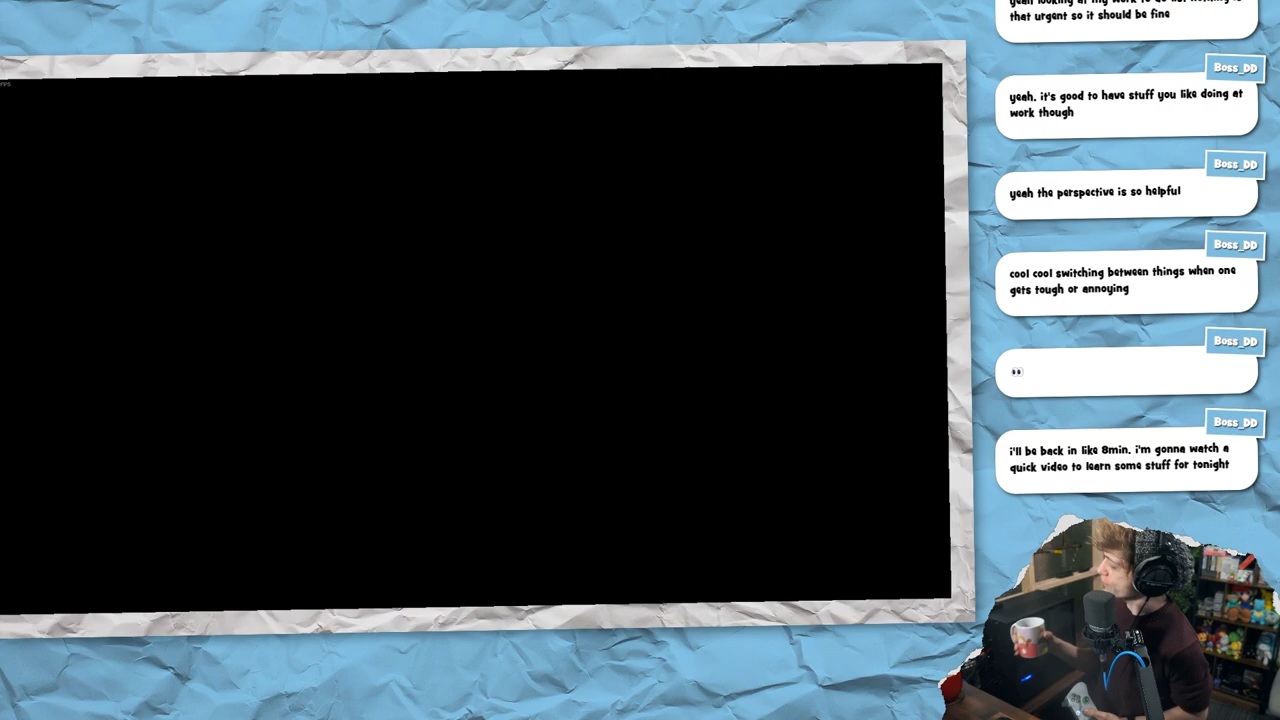 that urgent so it should be fine
Boss_DD
yeah, it's good to have stuff you like doing at
work though
Boss_DD
yeah the perspective is so helpful
Boss_DD
cool cool switching between things when one
gets tough or annoying
Boss_DD
Boss_DD
i'll be back in like 8min. i'm gonna watch a
quick video to learn some stuff for tonight